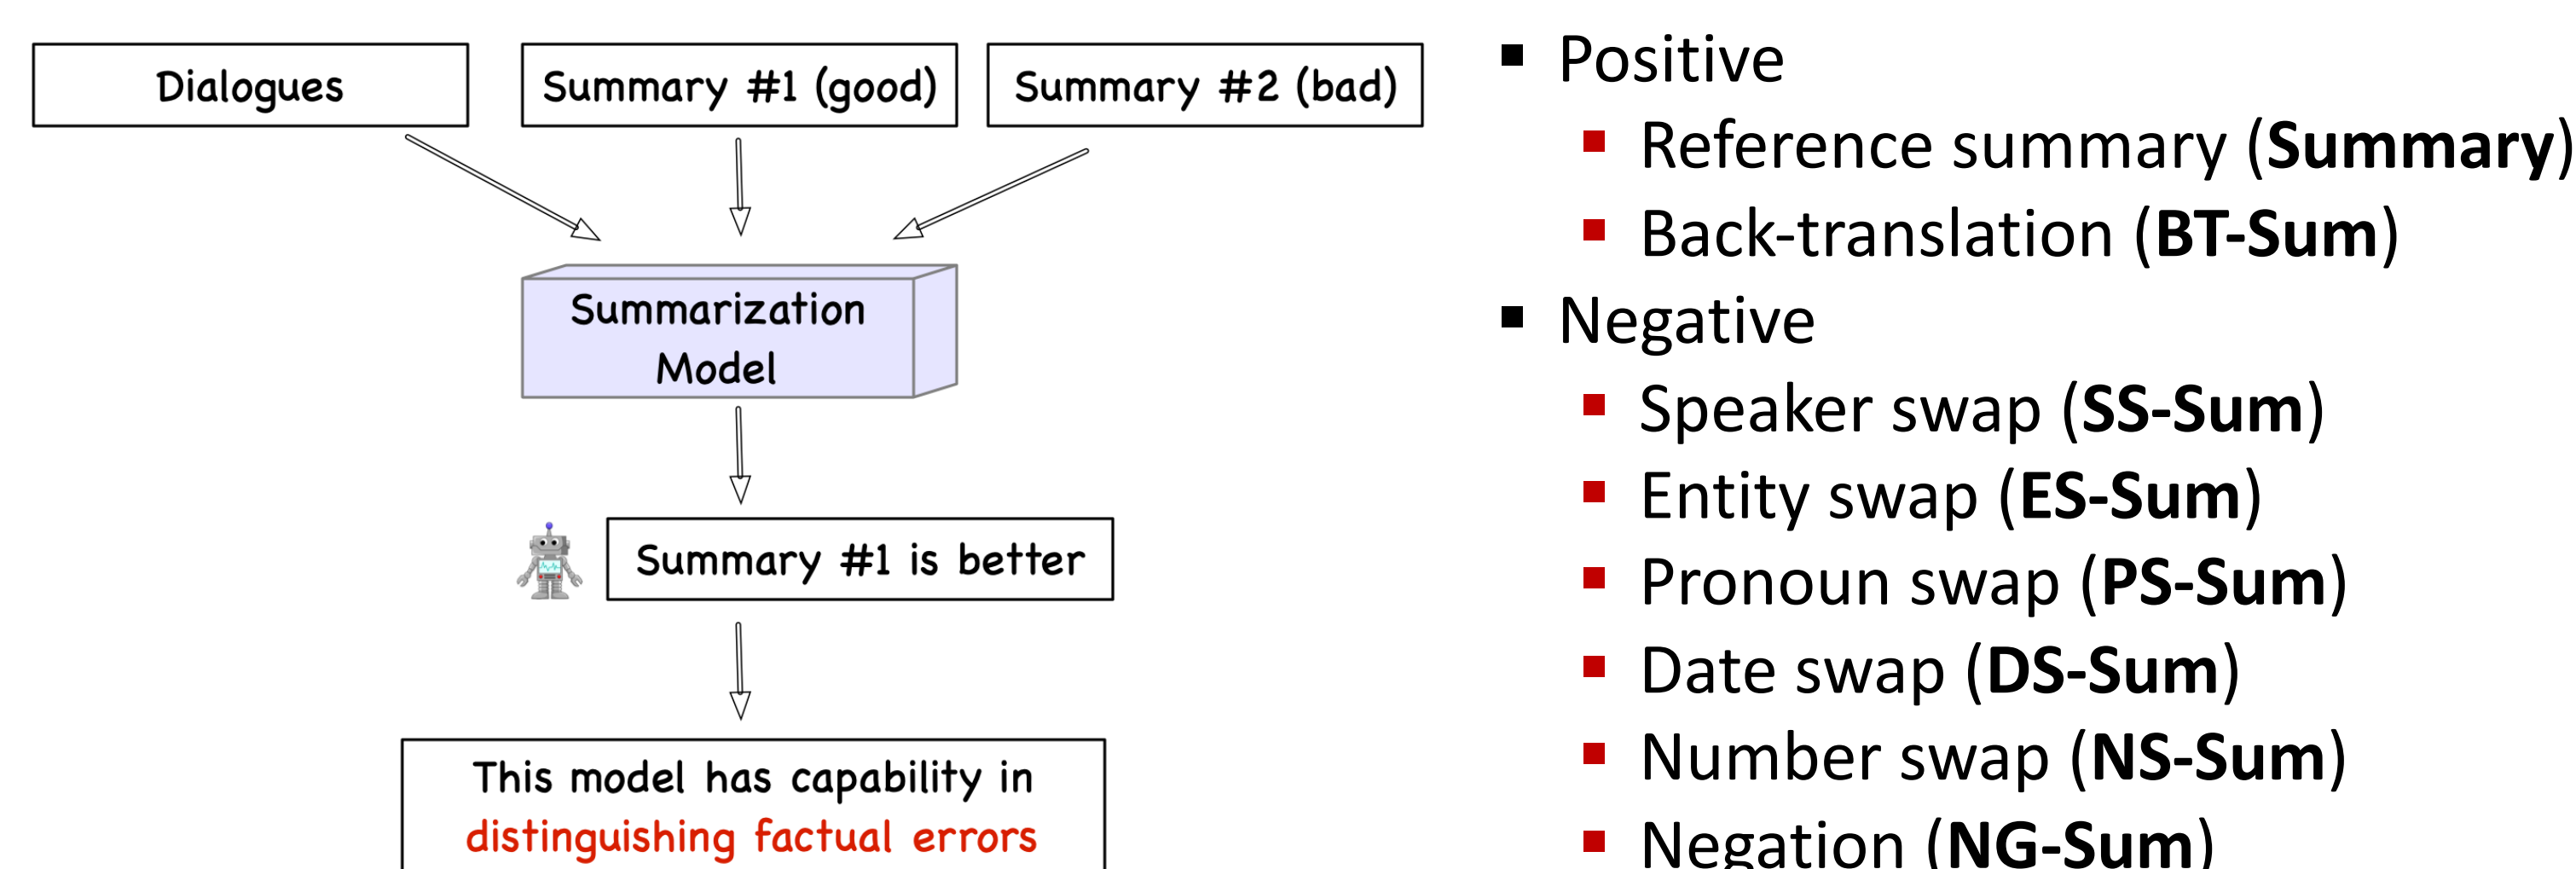 Dialogues
Summary #1 (good)
Summary #2 (bad)
Summarization
Model
Summary #1 is better
This model has capability in
distinguishing factual errors
▪ Positive
▪ Reference summary (Summary)
▪ Back-translation (BT-Sum)
▪ Negative
▪ Speaker swap (SS-Sum)
▪ Entity swap (ES-Sum)
▪ Pronoun swap (PS-Sum)
▪ Date swap (DS-Sum)
▪ Number swap (NS-Sum)
▪ Negation (NG-Sum)